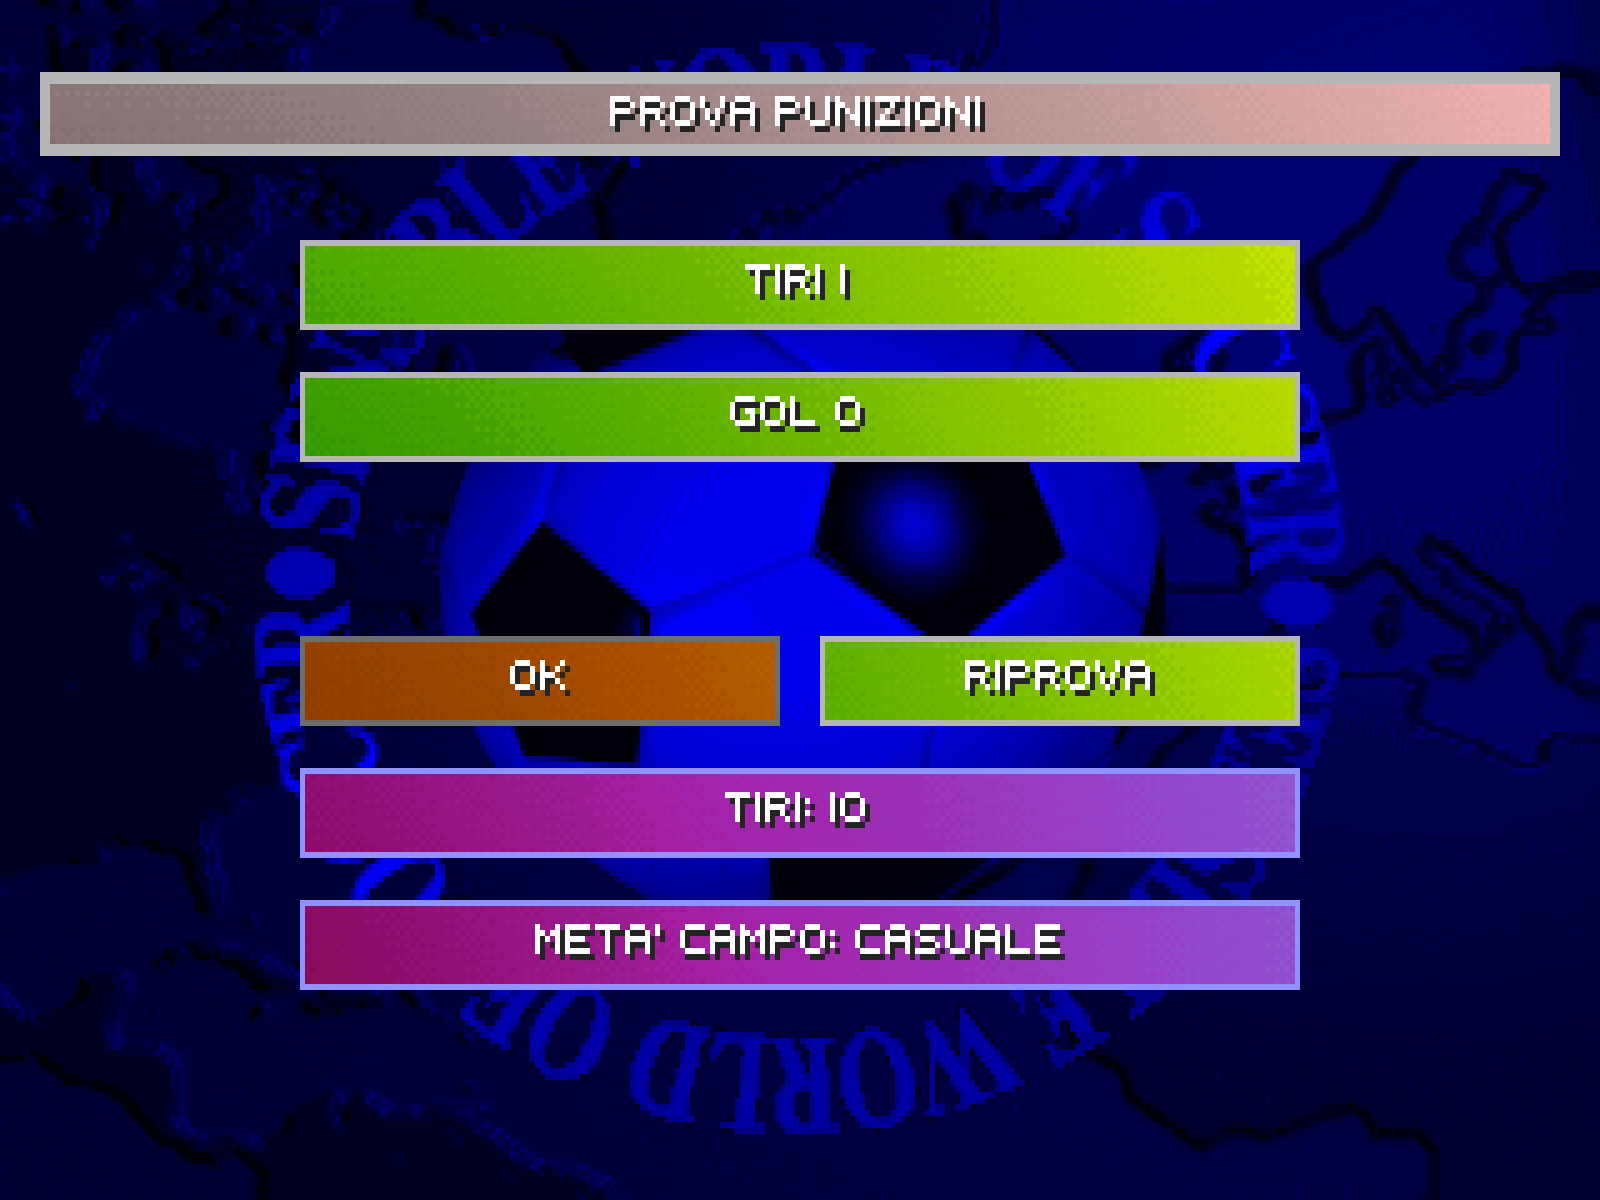 PROVA PUNIZIONI
TIRI 1
GOL 0
OK
RIPROVA
TIRI: 10
META' CAMPO: CASUALE